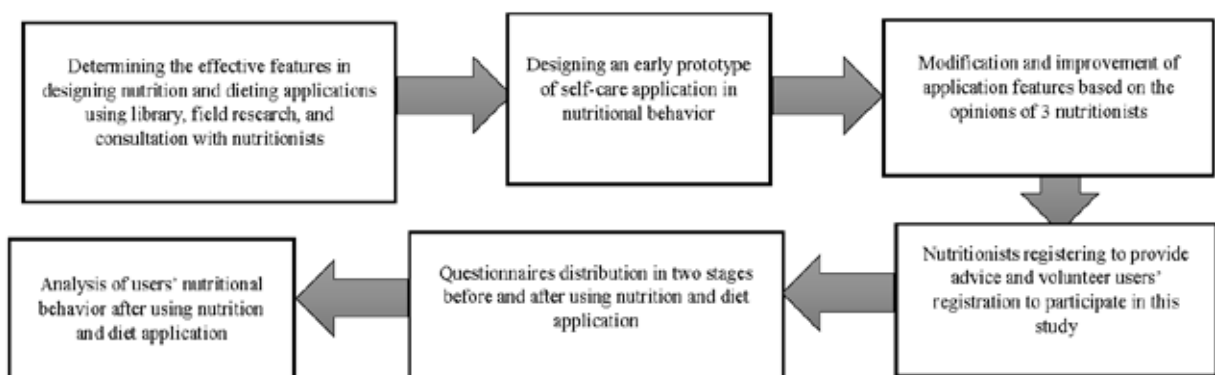 Determining the effective features in
designing nutrition and dieting applications
using library, field research, and
consultation with nutritionists
Designing an early prototype
of self-care application in
nutritional behavior
Modification and improvement of
application features based on the
opinions of 3 nutritionists
Nutritionists registering to provide
advice and volunteer users'
registration to participate in this
study
Questionnaires distribution in two stages
before and after using nutrition and diet
application
Analysis of users' nutritional
behavior after using nutrition
and diet application